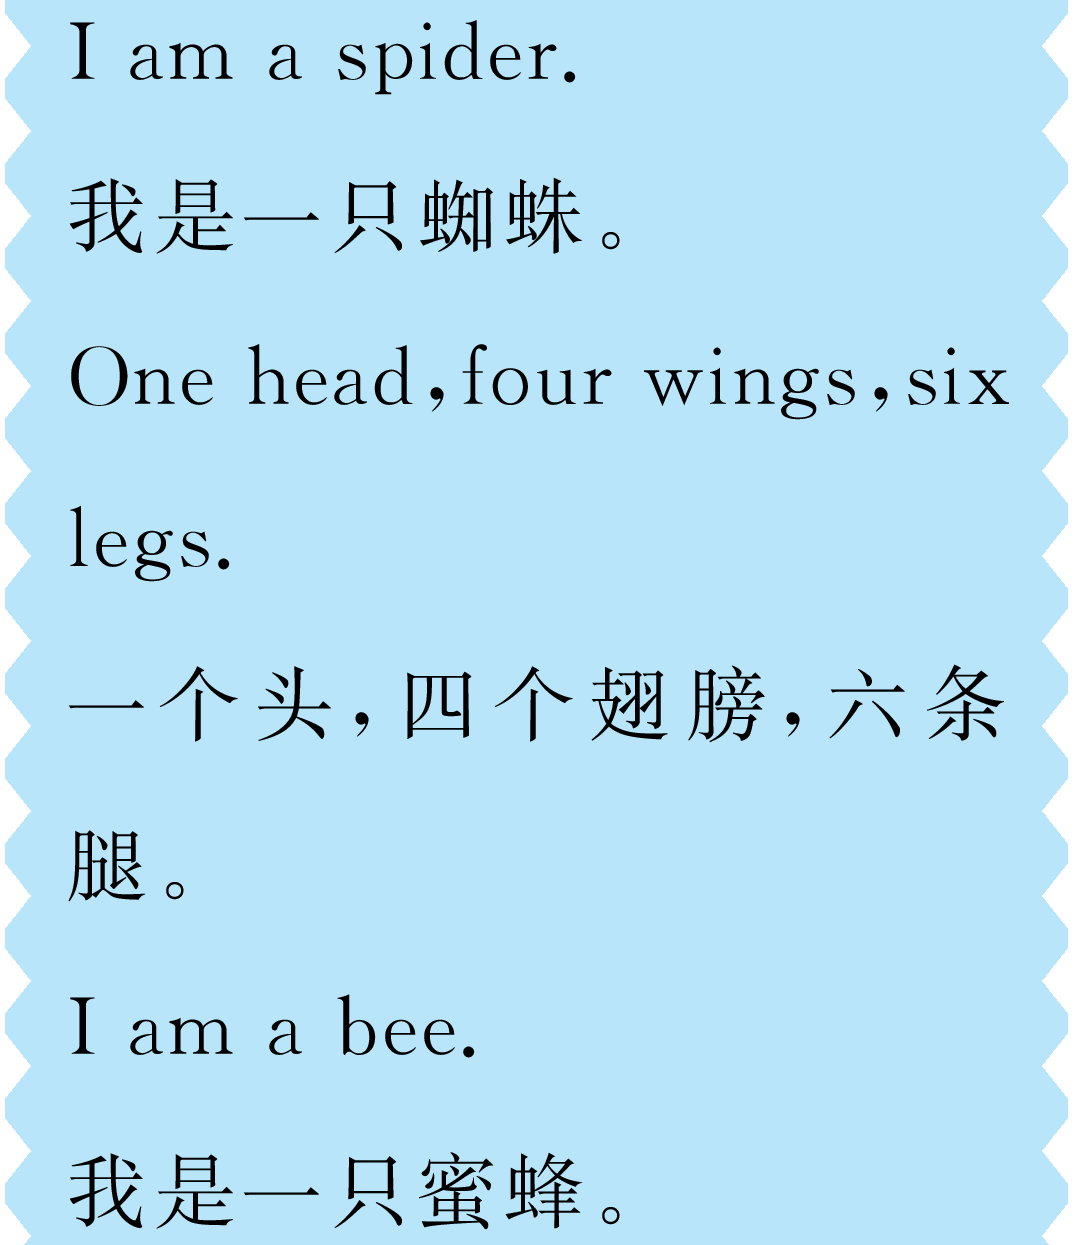 I am a spider.
我是一只蜘蛛。
One head,four wings,six
legs.
一个头,四个翅膀,六条
腿。
I am a bee.
我是一只蜜蜂。